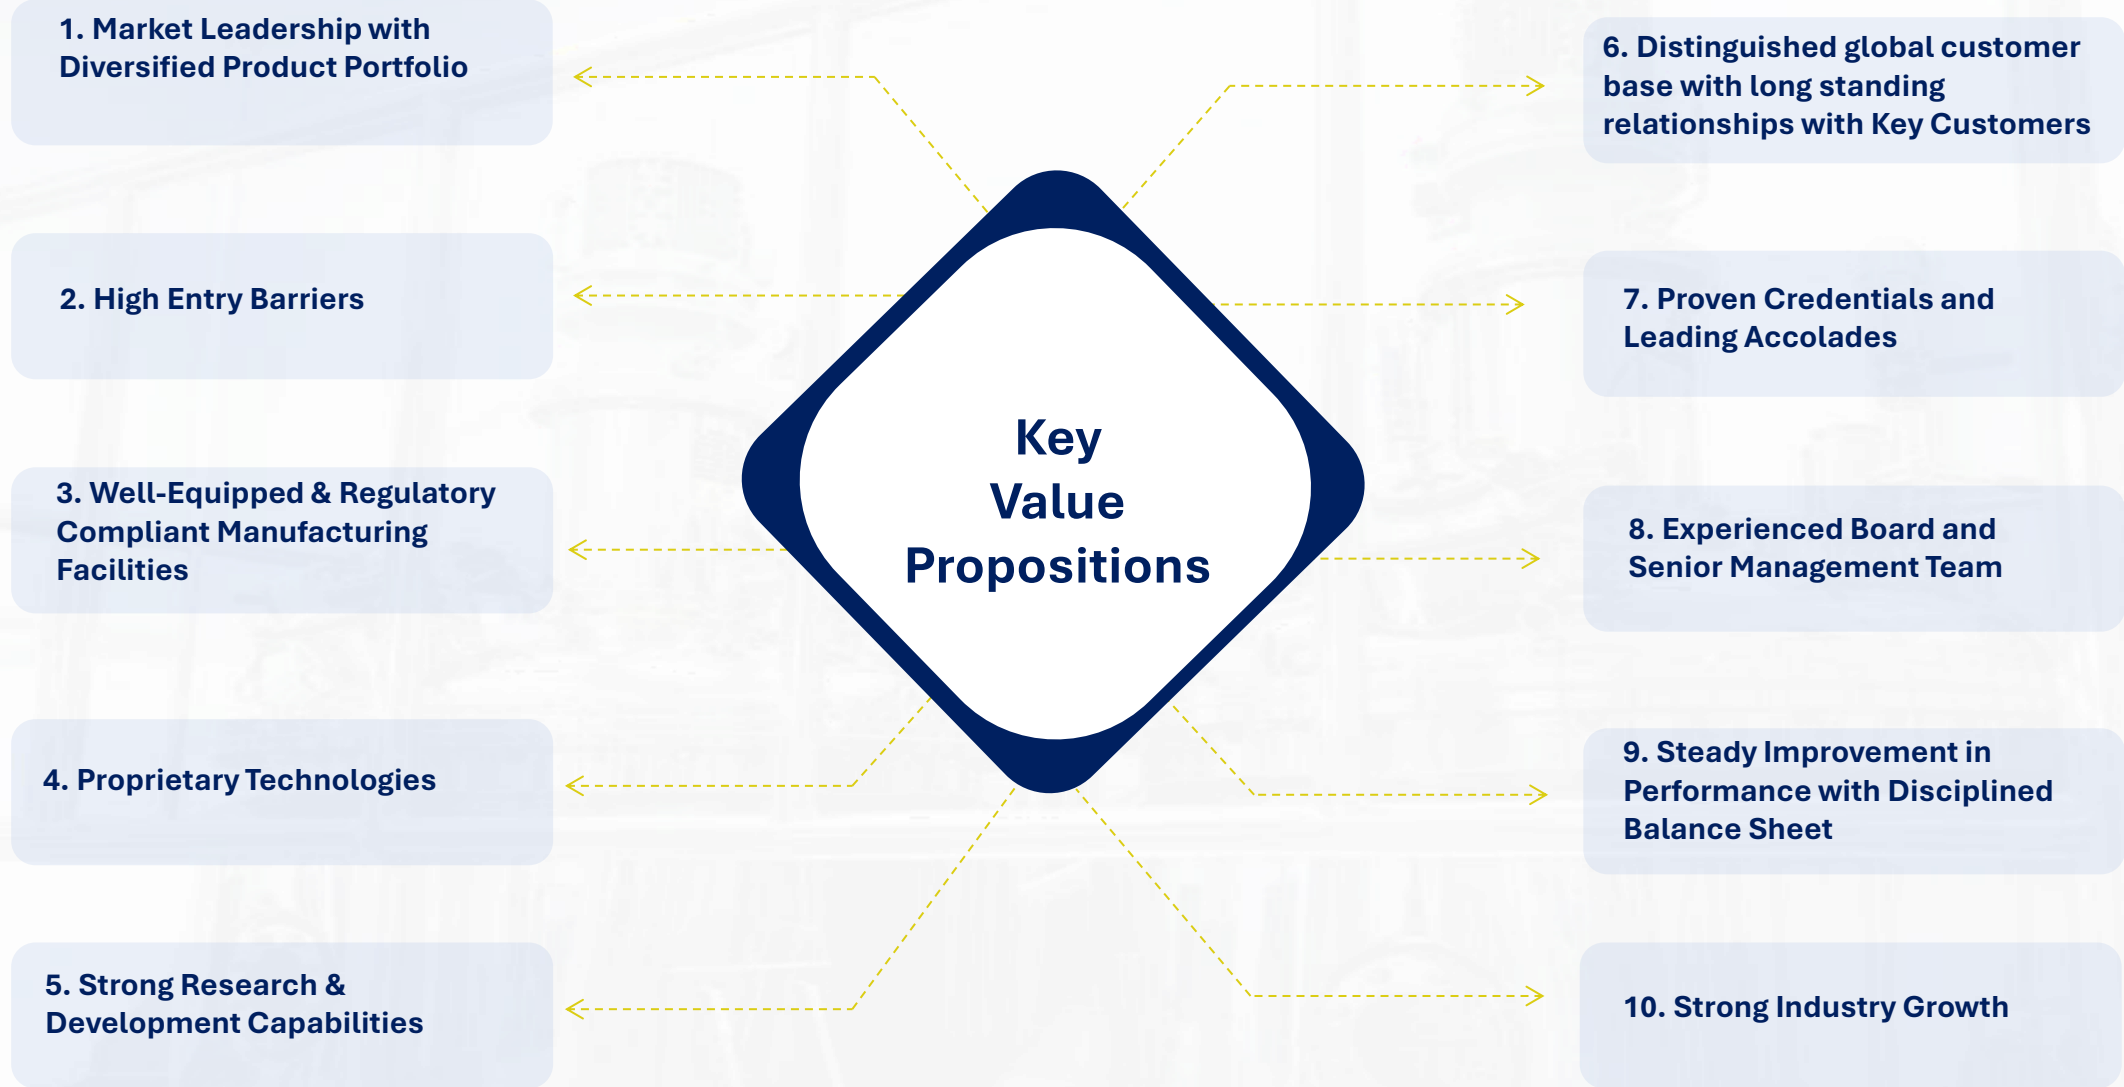 1. Market Leadership with
Diversified Product Portfolio
2. High Entry Barriers
3. Well-Equipped & Regulatory
Compliant Manufacturing
Facilities
4. Proprietary Technologies
5. Strong Research &
Development Capabilities
Key
Value
Propositions
6. Distinguished global customer
base with long standing
relationships with Key Customers
7. Proven Credentials and
Leading Accolades
8. Experienced Board and
Senior Management Team
9. Steady Improvement in
Performance with Disciplined
Balance Sheet
10. Strong Industry Growth